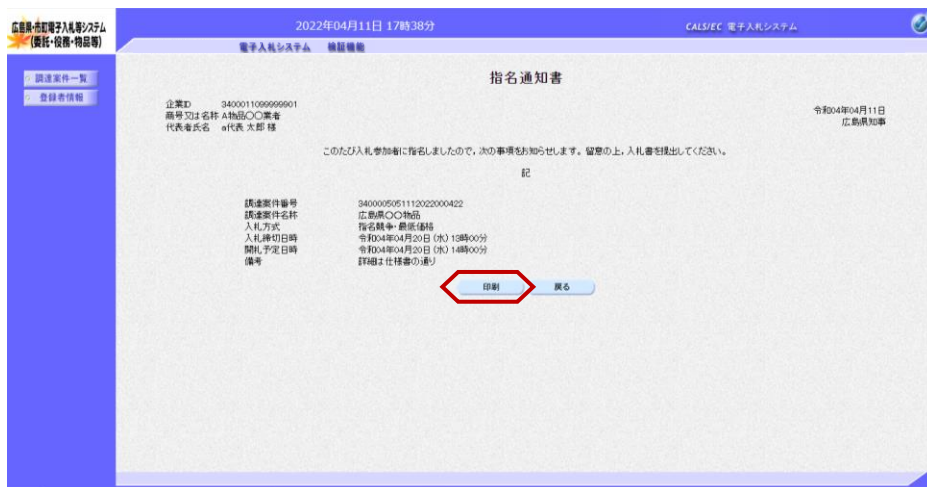 広島県・市町電子入札等システム
(委託・役務・物品等)
2022年04月11日 17時38分
CALS/EC 電子入札システム
電子入札システム 検証機能
調達案件一覧
登録者情報
指名通知書
企業ID 3400011099999901
商号又は名称 A物品〇〇業者
代表者氏名 a代表 太郎 様
令和04年04月11日
広島県知事
このたび入札参加者に指名しましたので，次の事項をお知らせします。留意の上，入札書を提出してください。
記
調達案件番号 3400005051112022000422
調達案件名称 広島県〇〇物品
入札方式 指名競争・最低価格
入札締切日時 令和04年04月20日 (水) 13時00分
開札予定日時 令和04年04月20日 (水) 14時00分
備考 詳細は仕様書の通り
印刷 戻る